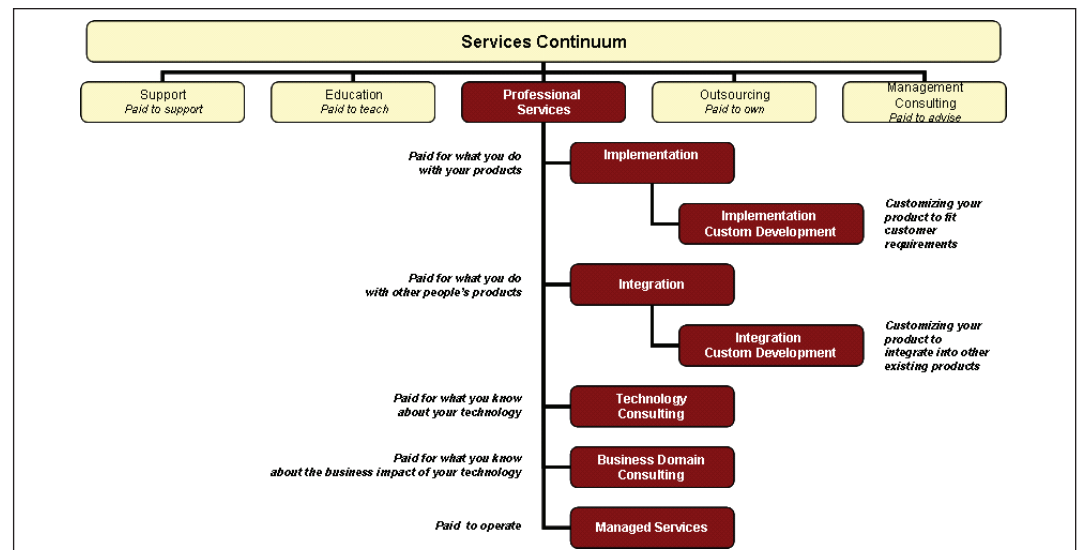 Services Continuum
Support
Paid to support
Education
Paid to teach
Professional
Services
Outsourcing
Paid to own
Management
Consulting
Paid to advise
Paid for what you do
with your products
Implementation
Implementation
Custom Development
Customizing your
product to fit
customer
requirements
Paid for what you do
with other people's products
Integration
Integration
Custom Development
Customizing your
product to
integrate into other
existing products
Paid for what you know
about your technology
Technology
Consulting
Paid for what you know
about the business impact of your technology
Business Domain
Consulting
Paid to operate
Managed Services